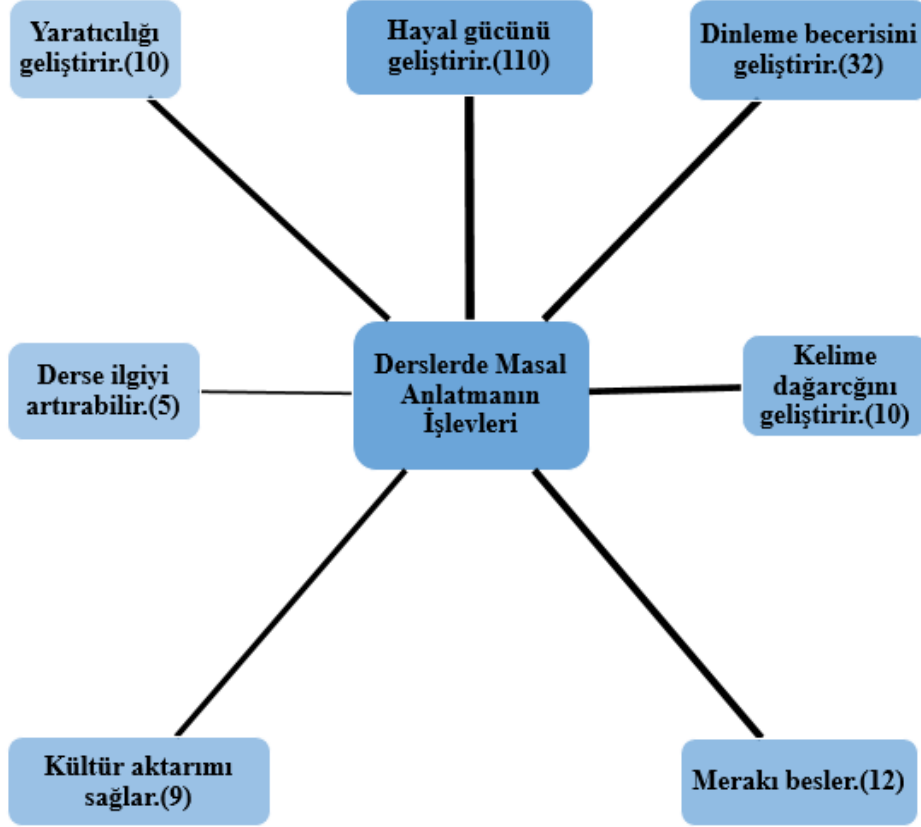 Yaratıcılığı
geliştirir.(10)
Hayal gücünü
geliştirir.(110)
Dinleme becerisini
geliştirir.(32)
Derse ilgiyi
artırabilir.(5)
Derslerde Masal
Anlatmanın
İşlevleri
Kelime
dağarcğını
geliştirir.(10)
Kültür aktarımı
sağlar.(9)
Merakı besler.(12)